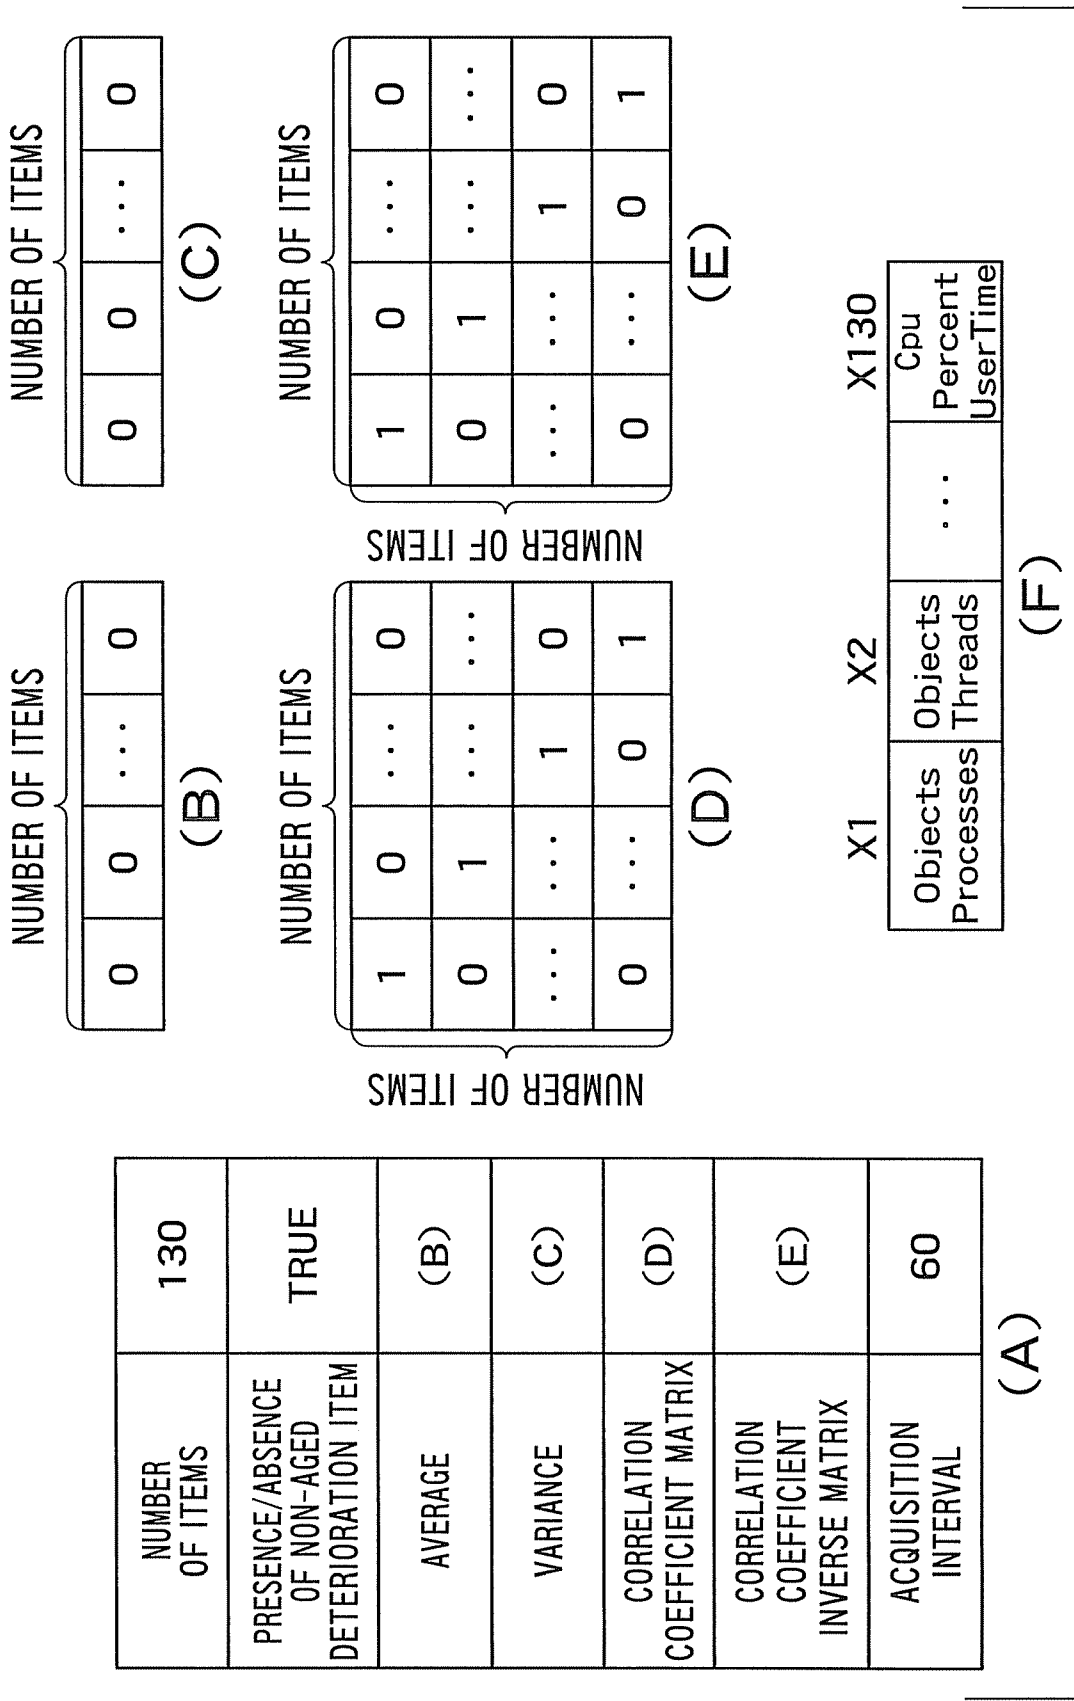 NUMBER
OF ITEMS
130
PRESENCE/ABSENCE
OF NON-AGED
DETERIORATION ITEM
TRUE
AVERAGE
(B)
VARIANCE
(C)
CORRELATION
COEFFICIENT MATRIX
(D)
CORRELATION
COEFFICIENT
INVERSE MATRIX
(E)
ACQUISITION
INTERVAL
60
(A)
NUMBER OF ITEMS
0 0 ... 0
(B)
NUMBER OF ITEMS
0 0 ... 0
(C)
NUMBER OF ITEMS
NUMBER OF ITEMS
1 0 ... 0
0 1 ... ...
... ... 1 0
0 ... 0 1
(D)
NUMBER OF ITEMS
NUMBER OF ITEMS
1 0 ... 0
0 1 ... ...
... ... 1 0
0 ... 0 1
(E)
X1 X2 X130
Objects
Processes
Objects
Threads
...
Cpu
Percent
UserTime
(F)